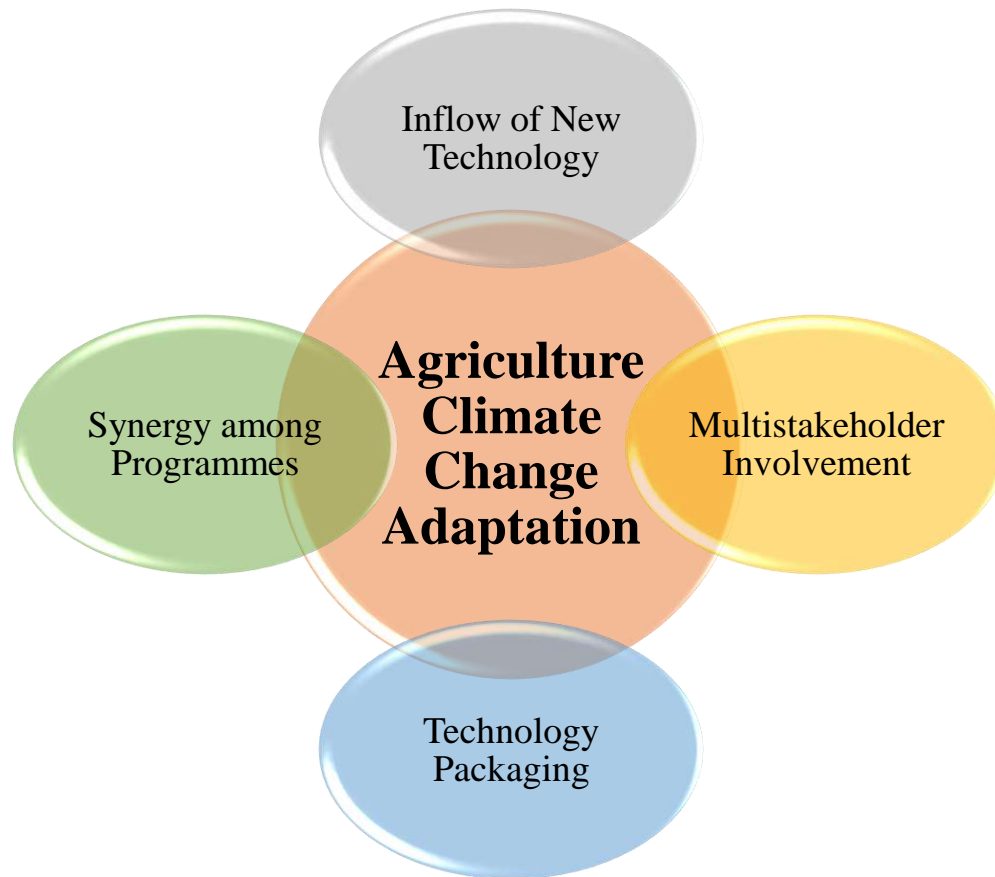 Inflow of New
Technology
Agriculture
Climate
Change
Adaptation
Synergy among
Programmes
Multistakeholder
Involvement
Technology
Packaging